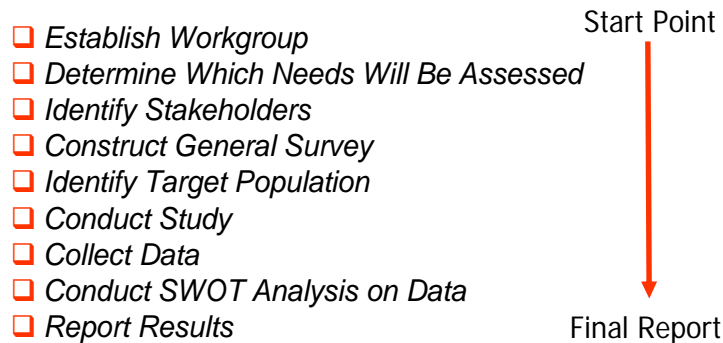 Start Point
Establish Workgroup
Determine Which Needs Will Be Assessed
Identify Stakeholders
Construct General Survey
Identify Target Population
Conduct Study
Collect Data
Conduct SWOT Analysis on Data
Report Results
Final Report